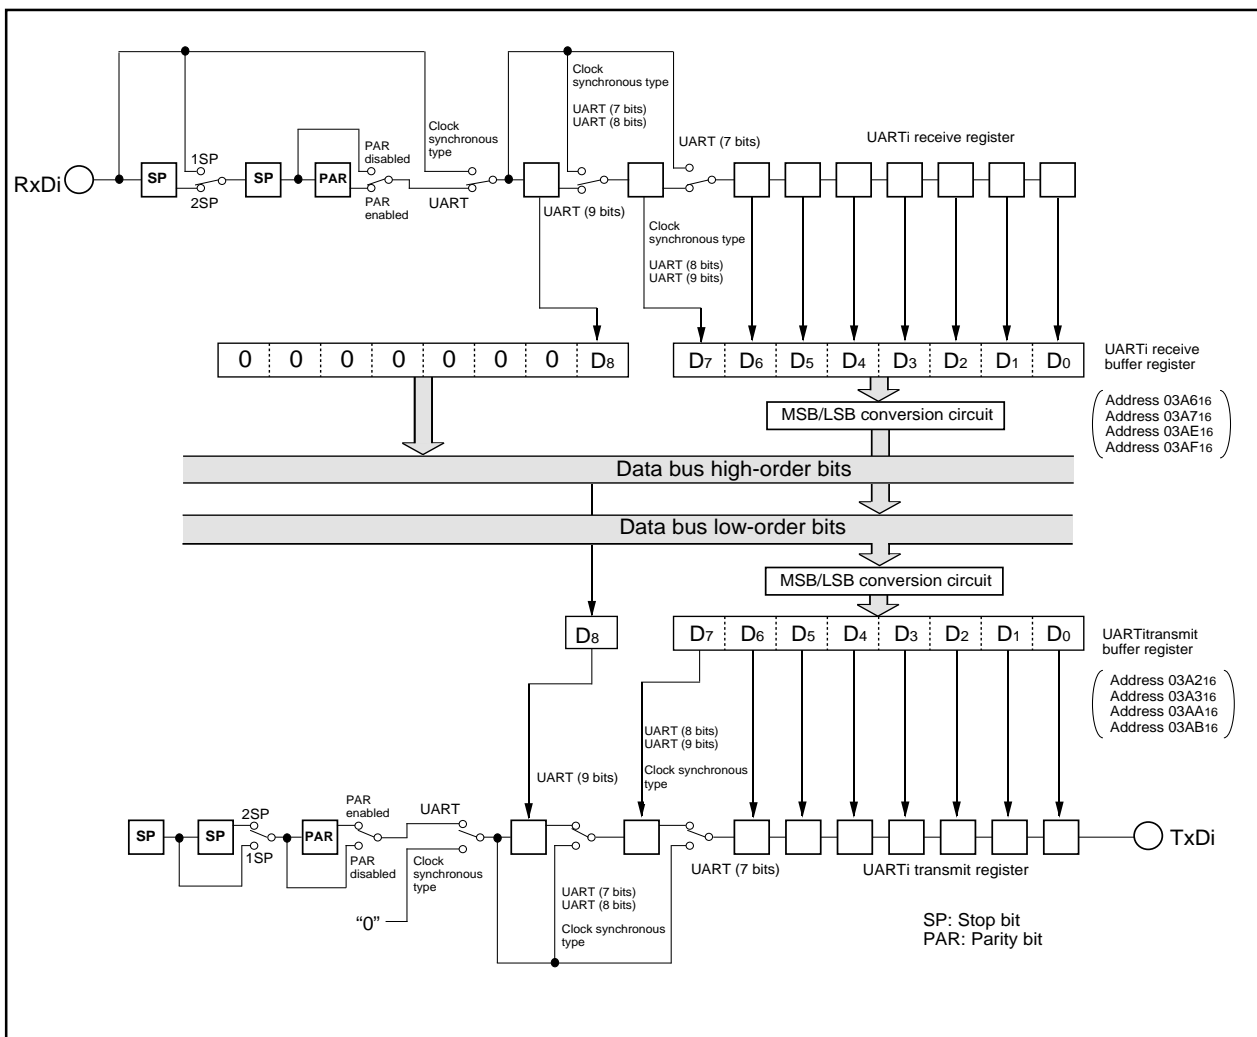 Clock
synchronous type
UART (7 bits)
UART (8 bits)
Clock
synchronous
type
UART (7 bits)
UARTi receive register
PAR
disabled
1SP
RxDi
SP
SP
PAR
2SP
PAR
enabled
UART
UART (9 bits)
Clock
synchronous type
UART (8 bits)
UART (9 bits)
0 0 0 0 0 0 0 D8
D7 D6 D5 D4 D3 D2 D1 D0
UARTi receive
buffer register
Address 03A616
Address 03A716
Address 03AE16
Address 03AF16
MSB/LSB conversion circuit
Data bus high-order bits
Data bus low-order bits
MSB/LSB conversion circuit
D8
D7 D6 D5 D4 D3 D2 D1 D0
UARTitransmit
buffer register
Address 03A216
Address 03A316
Address 03AA16
Address 03AB16
UART (8 bits)
UART (9 bits)
Clock synchronous
type
UART (9 bits)
PAR
enabled
2SP
UART
SP
SP
PAR
TxDi
1SP
PAR
disabled
Clock
synchronous
type
UART (7 bits)
UARTi transmit register
UART (7 bits)
UART (8 bits)
Clock synchronous
type
“0”
SP: Stop bit
PAR: Parity bit